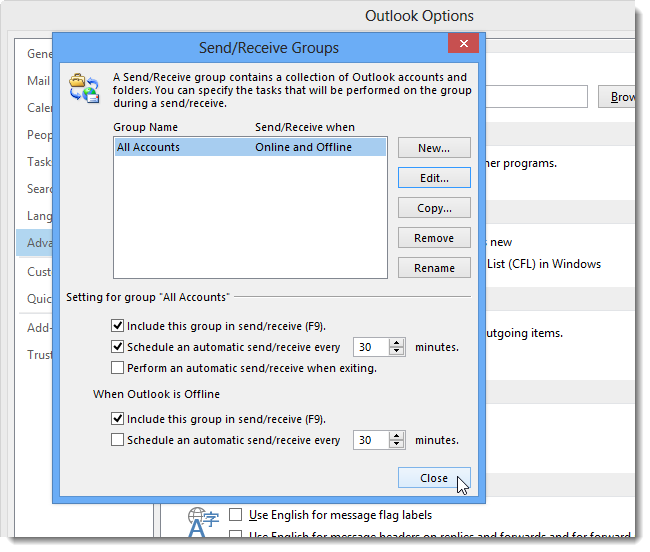 Outlook Options
Send/Receive Groups
A Send/Receive group contains a collection of Outlook accounts and
folders. You can specify the tasks that will be performed on the group
during a send/receive.
Group Name Send/Receive when
All Accounts Online and Offline
New...
Edit...
Copy...
Remove
Rename
Setting for group "All Accounts"
Include this group in send/receive (F9).
Schedule an automatic send/receive every 30 minutes.
Perform an automatic send/receive when exiting.
When Outlook is Offline
Include this group in send/receive (F9).
Schedule an automatic send/receive every 30 minutes.
Close
Gene
Mail
Caler
Peop
Task
Searc
Lang
Adva
Custo
Quic
Add-
Trust
Brow
her programs.
s new
List (CFL) in Windows
utgoing items.
A字
Use English for message flag labels
Use English for message headers on replies and forwards and for forward